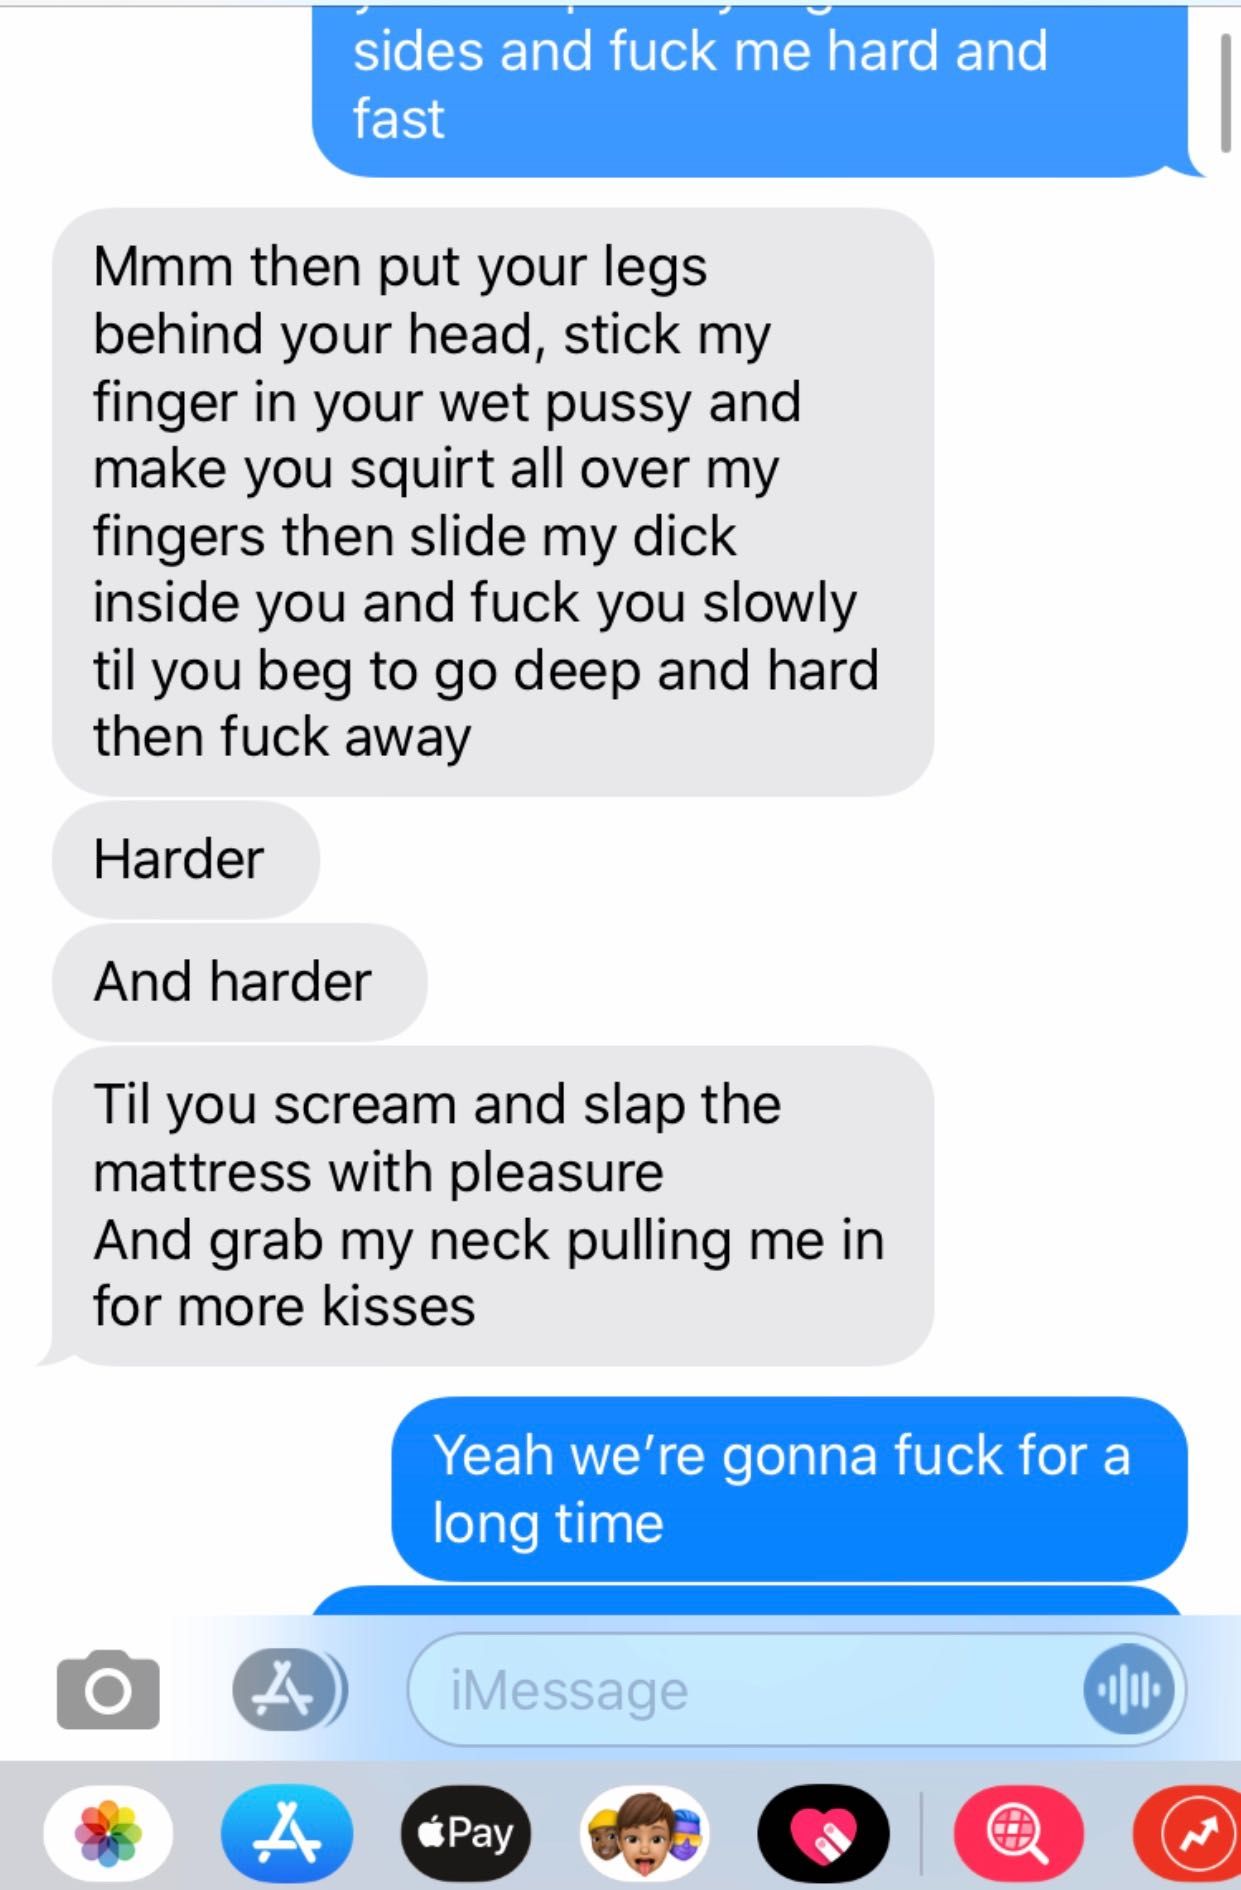 sides and fuck me hard and
fast
Mmm then put your legs
behind your head, stick my
finger in your wet pussy and
make you squirt all over my
fingers then slide my dick
inside you and fuck you slowly
til you beg to go deep and hard
then fuck away
Harder
And harder
Til you scream and slap the
mattress with pleasure
And grab my neck pulling me in
for more kisses
Yeah we’re gonna fuck for a
long time
iMessage
Pay